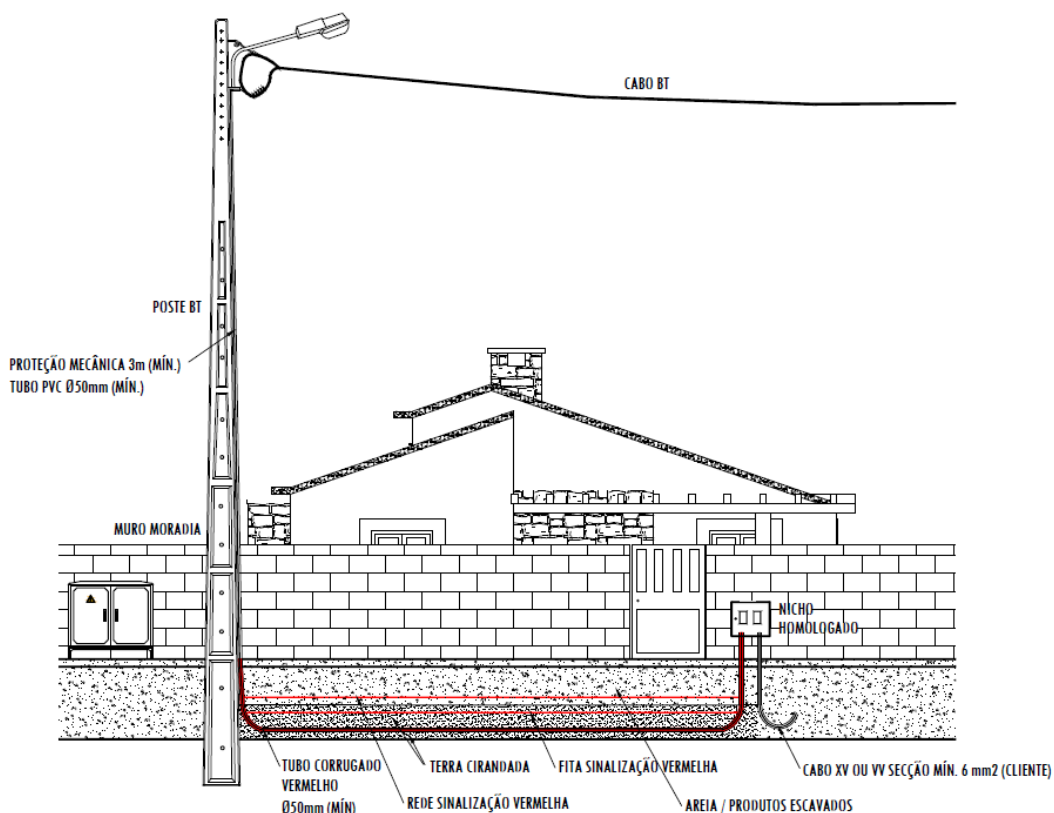 CABO BT
POSTE BT
PROTEÇÃO MECÂNICA 3m (MÍN.)
TUBO PVC Ø50mm (MÍN.)
MURO MORADIA
NICHO
HOMOLOGADO
TUBO CORRUGADO
VERMELHO
Ø50mm (MÍN)
TERRA CIRANDADA
FITA SINALIZAÇÃO VERMELHA
CABO XV OU VV SECÇÃO MÍN. 6 mm2 (CLIENTE)
REDE SINALIZAÇÃO VERMELHA
AREIA / PRODUTOS ESCAVADOS